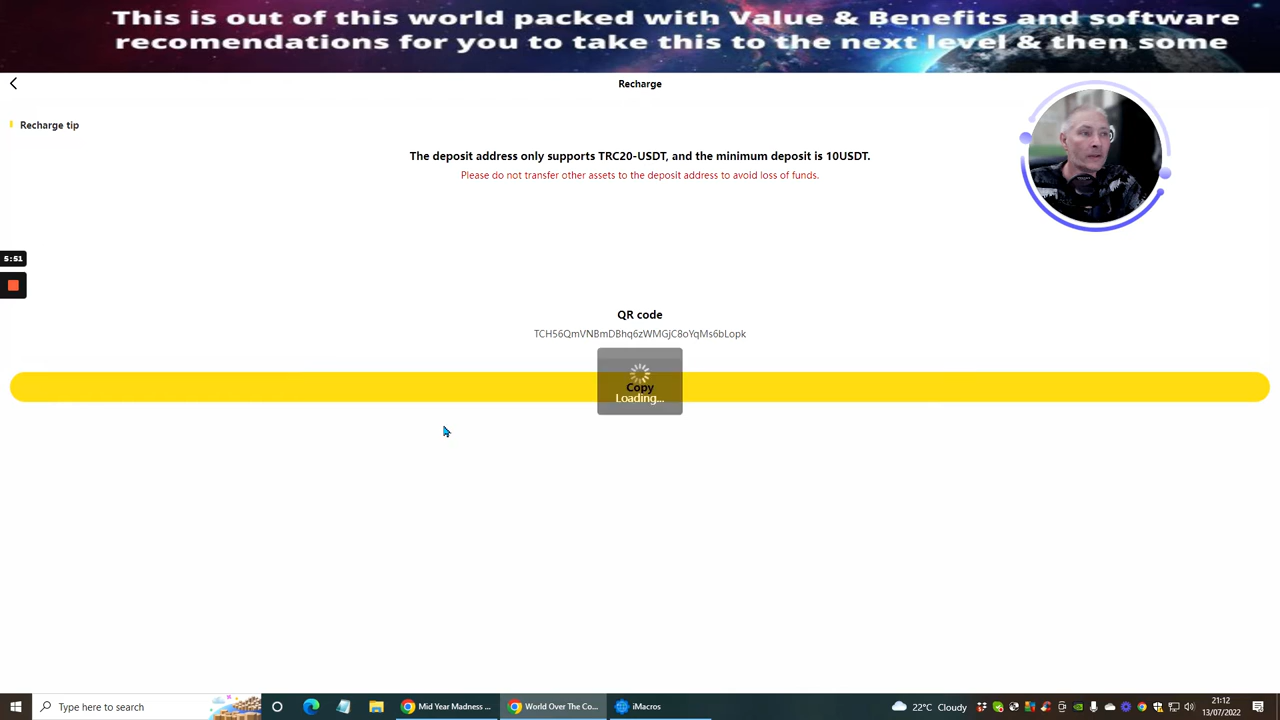 This is out of this world packed with Value & Benefits and software
recomendations for you to take this to the next level & then some
Recharge
Recharge tip
The deposit address only supports TRC20-USDT, and the minimum deposit is 10USDT.
Please do not transfer other assets to the deposit address to avoid loss of funds.
5:51
QR code
TCH56QmVNBmDBhq6zWMGJC8oYqMs6bLopk
Copy
Loading...
Type here to search
Mid Year Madness ...
World Over The Co...
iMacros
22°C Cloudy
21:12
13/07/2022